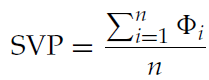 SVP = \frac{\sum_{i=1}^{n} \Phi_i}{n}